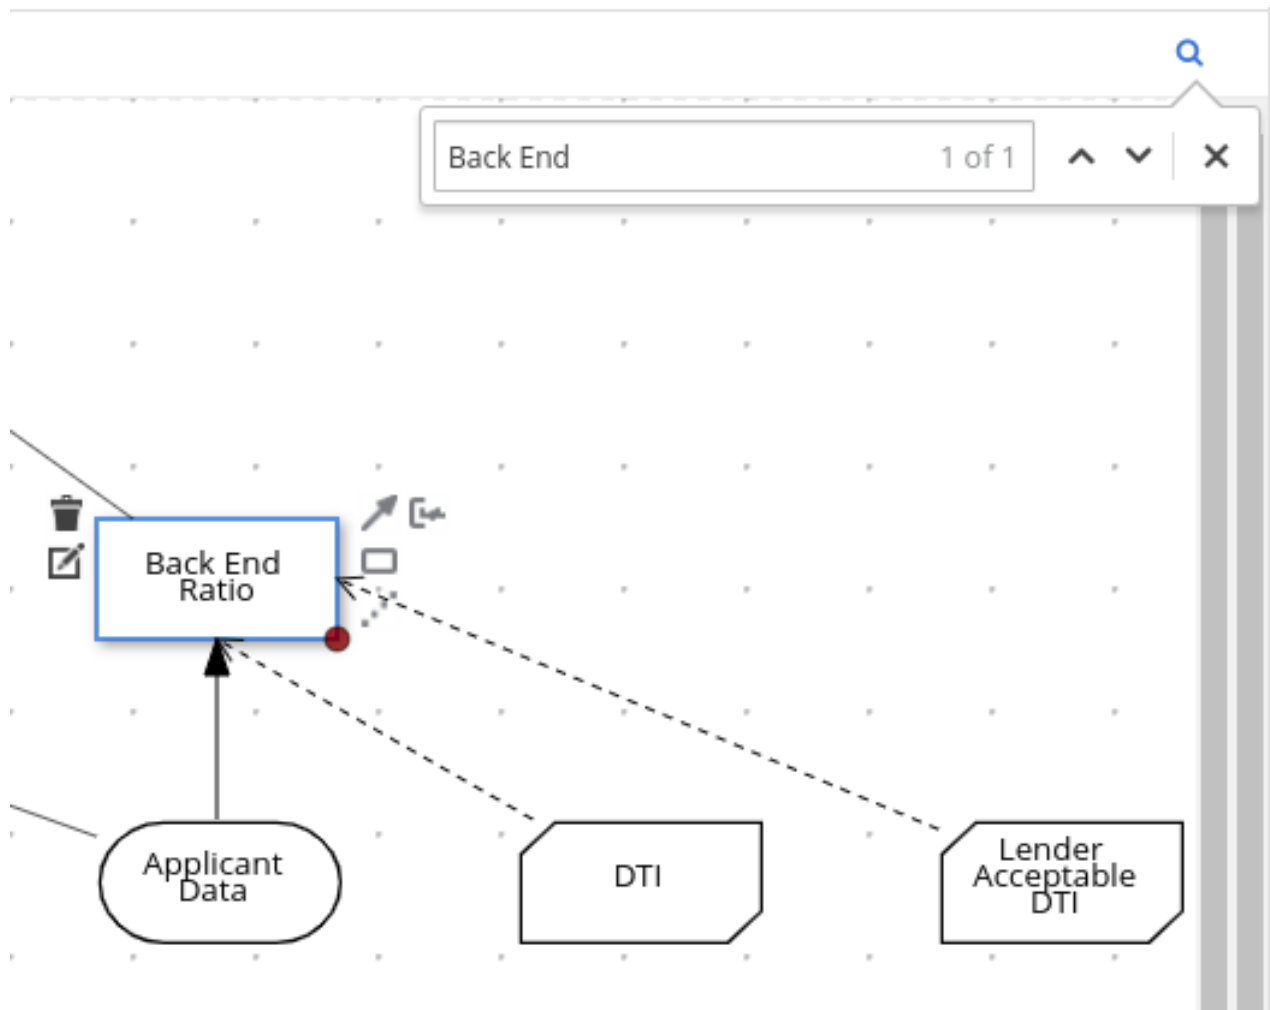 Back End 1 of 1
Back End
Ratio
Applicant
Data
DTI
Lender
Acceptable
DTI